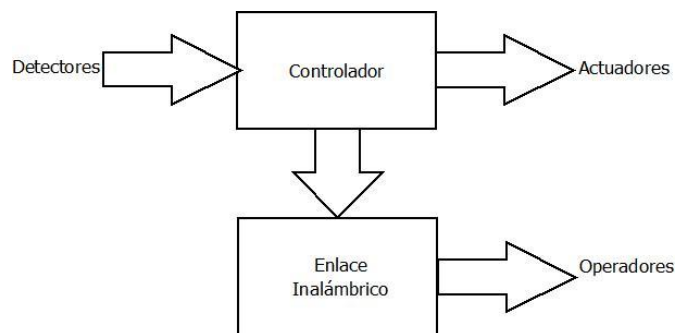 Detectores
Controlador
Actuadores
Enlace
Inalámbrico
Operadores